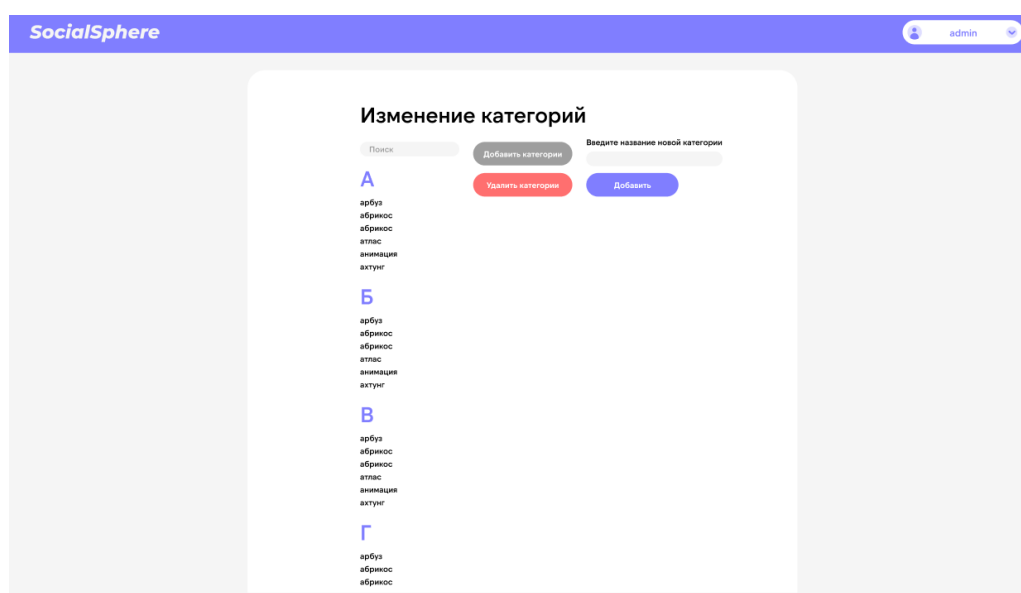 SocialSphere
admin
Изменение категорий
Поиск
Добавить категории
Удалить категории
Введите название новой категории
Добавить
А
арбуз
абрикос
абрикос
атлас
анимация
ахтунг
Б
арбуз
абрикос
абрикос
атлас
анимация
ахтунг
В
арбуз
абрикос
абрикос
атлас
анимация
ахтунг
Г
арбуз
абрикос
абрикос